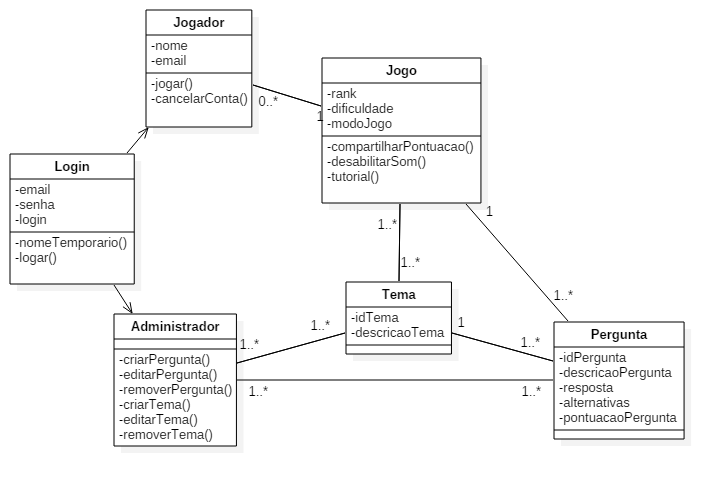 Jogador
-nome
-email
-jogar()
-cancelarConta()
0..*
1
Jogo
-rank
-dificuldade
-modoJogo
-compartilharPontuacao()
-desabilitarSom()
-tutorial()
Login
-email
-senha
-login
-nomeTemporario()
-logar()
1..*
1..*
1
1..*
Tema
-idTema
-descricaoTema
Administrador
-criarPergunta()
-editarPergunta()
-removerPergunta()
-criarTema()
-editarTema()
-removerTema()
1..*
1..*
1
1..*
1..*
1..*
Pergunta
-idPergunta
-descricaoPergunta
-resposta
-alternativas
-pontuacaoPergunta